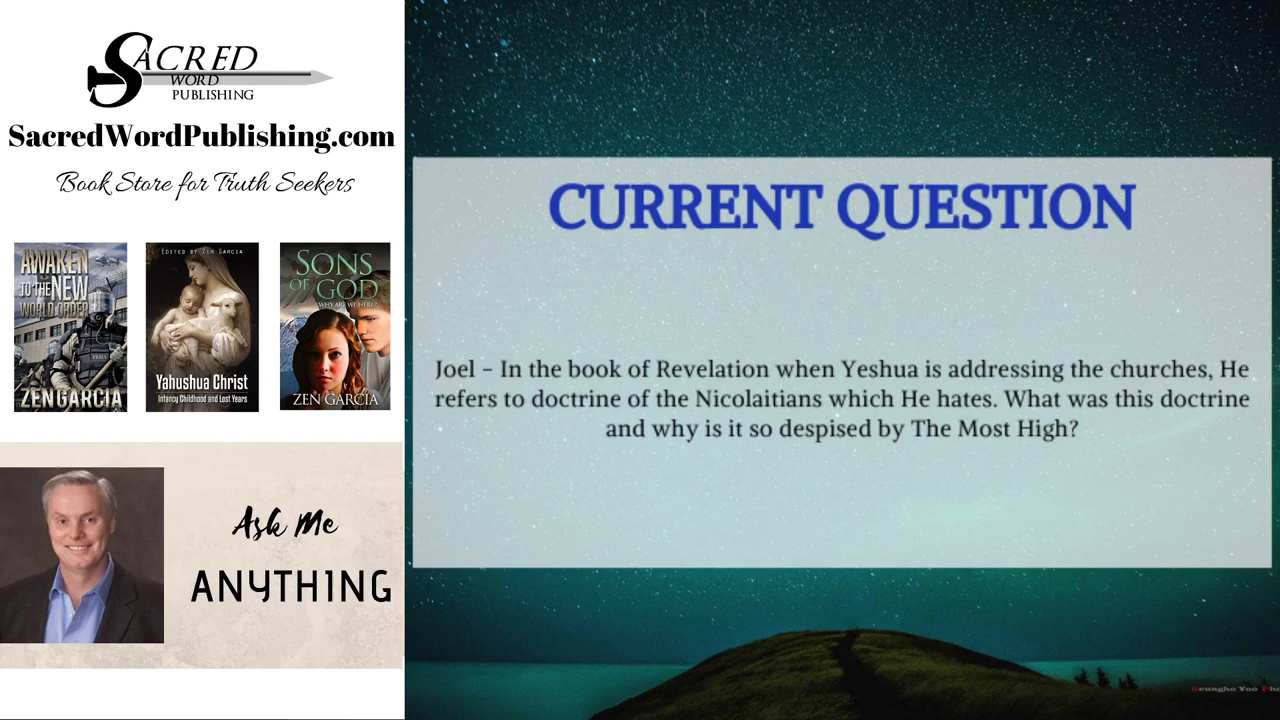 SACRED
WORD
PUBLISHING
SacredWordPublishing.com
Book Store for Truth Seekers
AWAKEN
TO THE NEW
WORLD ORDER
ZEN GARCIA
EDITED BY ZEN GARCIA
Yahushua Christ
Infancy Childhood and Lost Years
SONS
OF GOD
WHY ARE WE HERE?
ZEN GARCIA
Ask Me
ANYTHING
CURRENT QUESTION
Joel – In the book of Revelation when Yeshua is addressing the churches, He
refers to doctrine of the Nicolaitians which He hates. What was this doctrine
and why is it so despised by The Most High?
Seungho Yoo